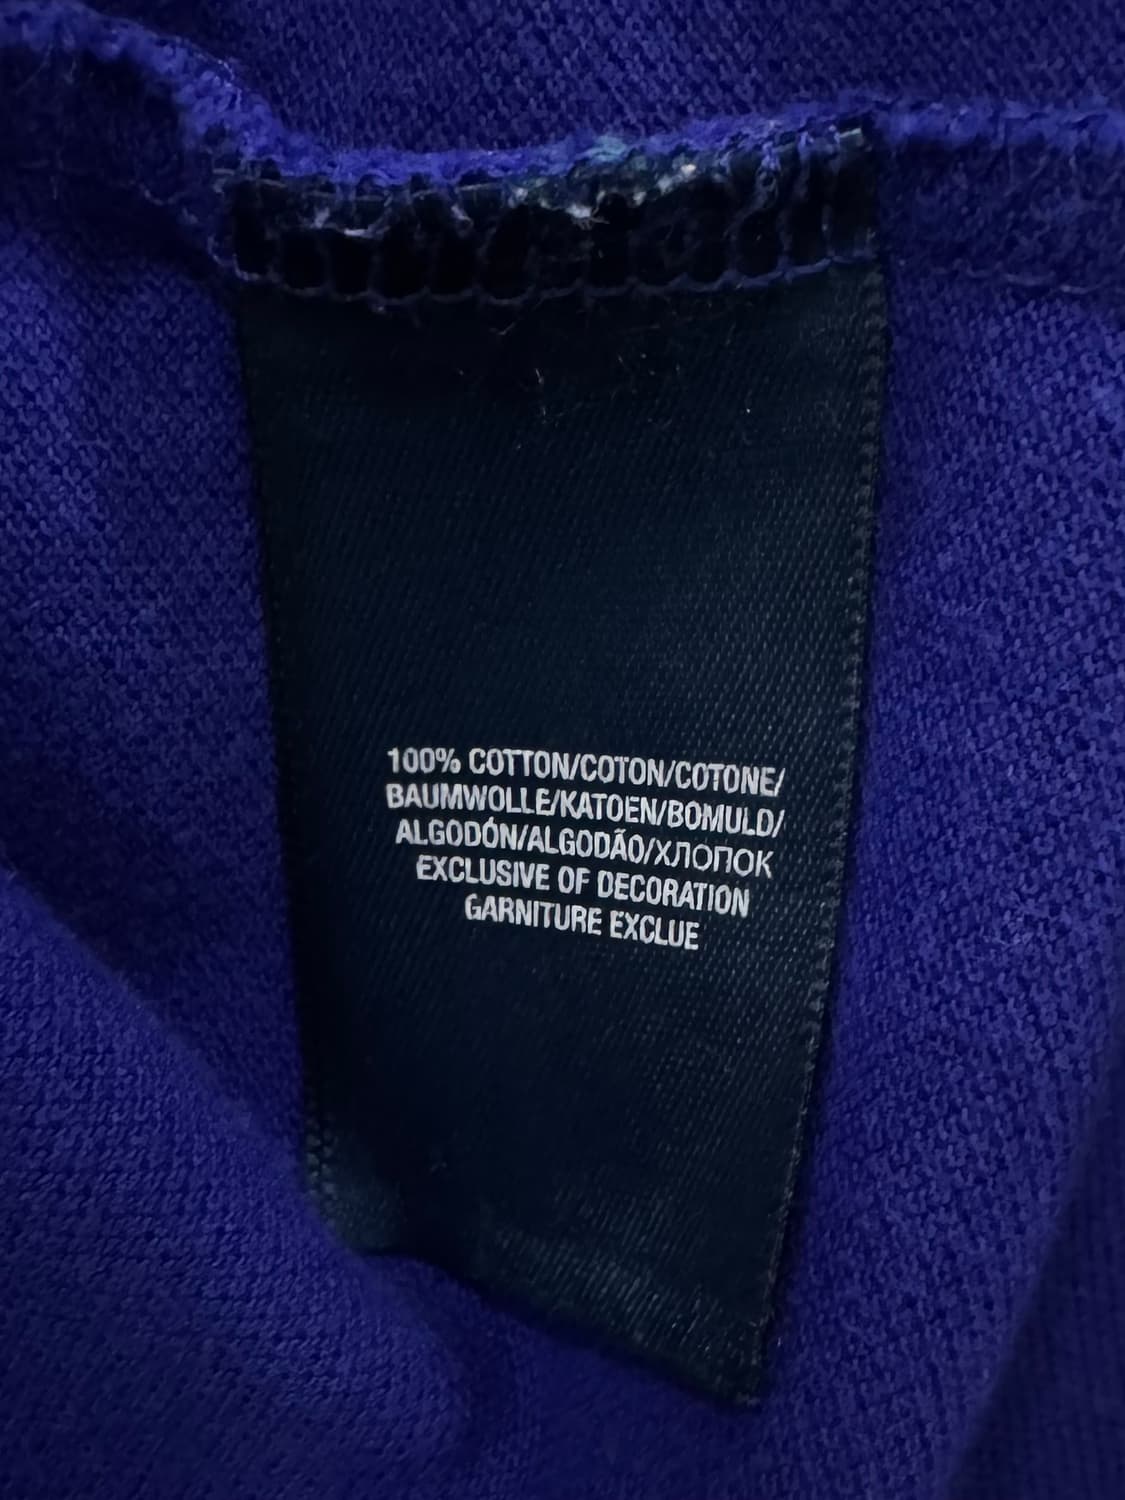 100% COTTON/COTON/COTONE/
BAUMWOLLE/KATOEN/BOMULD/
ALGODÓN/ALGODÃO/ХЛОПОК
EXCLUSIVE OF DECORATION
GARNITURE EXCLUE